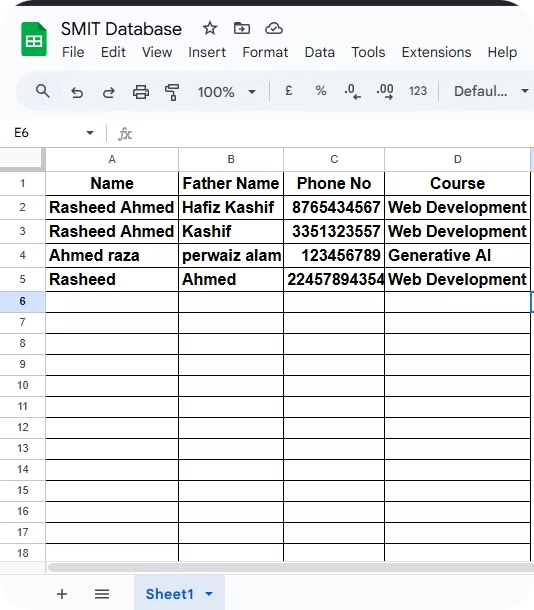 SMIT Database
File Edit View Insert Format Data Tools Extensions Help
100% £ % .0 .00 123 Defaul...
E6 fx
A B C D
1 Name Father Name Phone No Course
2 Rasheed Ahmed Hafiz Kashif 8765434567 Web Development
3 Rasheed Ahmed Kashif 3351323557 Web Development
4 Ahmed raza perwaiz alam 123456789 Generative AI
5 Rasheed Ahmed 22457894354 Web Development
6
7
8
9
10
11
12
13
14
15
16
17
18
Sheet1